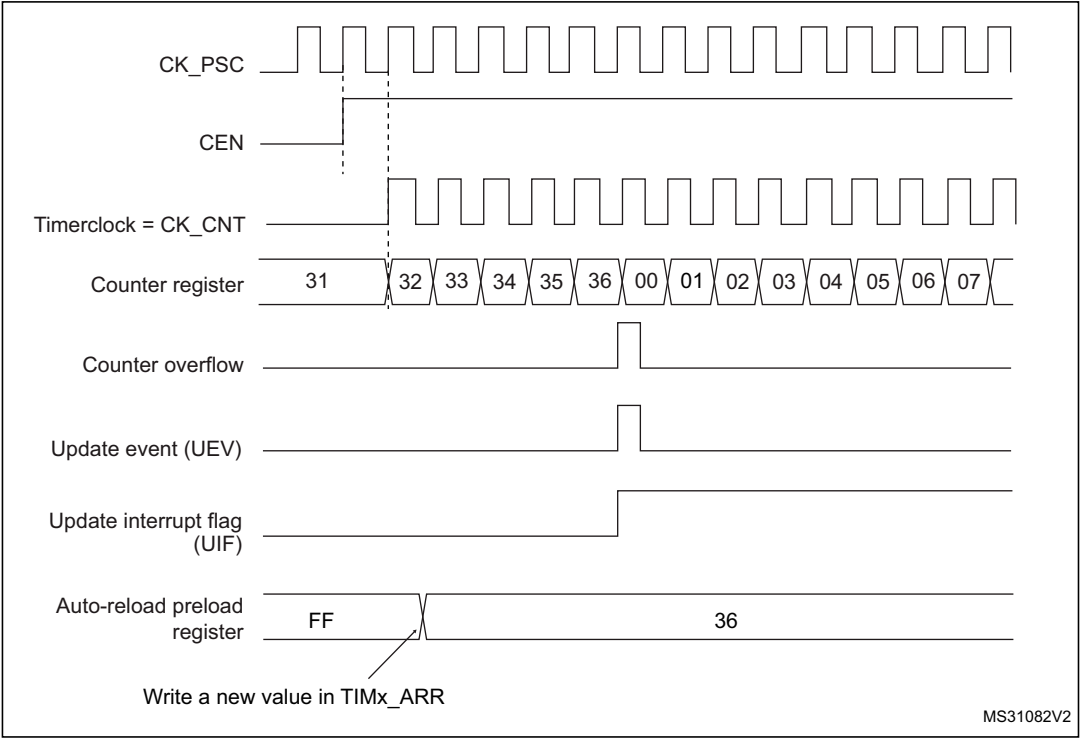 CK_PSC
CEN
Timerclock = CK_CNT
Counter register
31 32 33 34 35 36 00 01 02 03 04 05 06 07
Counter overflow
Update event (UEV)
Update interrupt flag
(UIF)
Auto-reload preload
register
FF 36
Write a new value in TIMx_ARR
MS31082V2